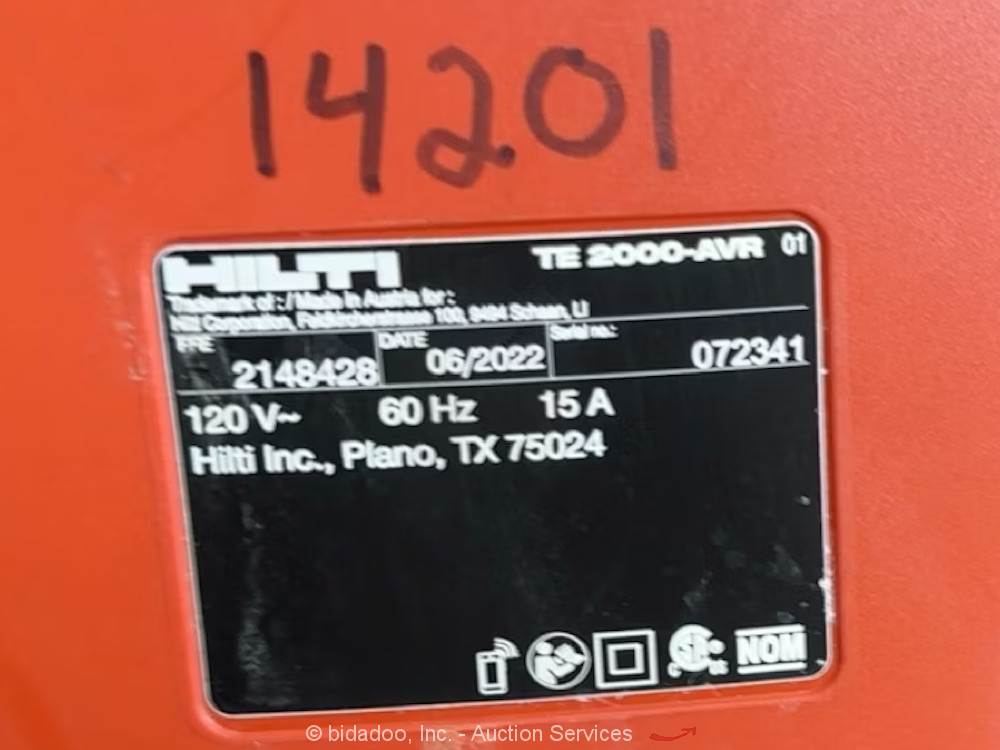 14201
HILTI TE 2000-AVR 01
Trademark of : / Made in Austria for :
Hilti Corporation, Feldkircherstrasse 100, 9494 Schaan, LI
DATE Serial no.:
2148428 06/2022 072341
120 V~ 60 Hz 15 A
Hilti Inc., Plano, TX 75024
SA NOM
C US
© bidadoo, Inc. - Auction Services